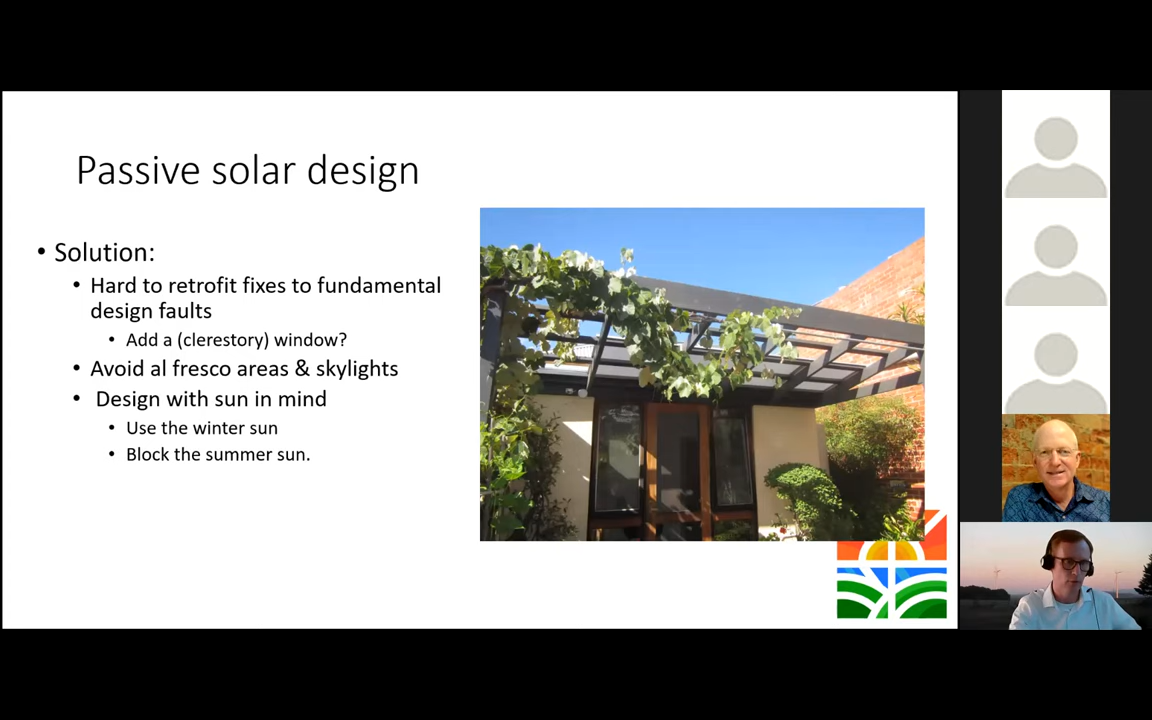 Passive solar design
• Solution:
• Hard to retrofit fixes to fundamental
design faults
• Add a (clerestory) window?
• Avoid al fresco areas & skylights
• Design with sun in mind
• Use the winter sun
• Block the summer sun.